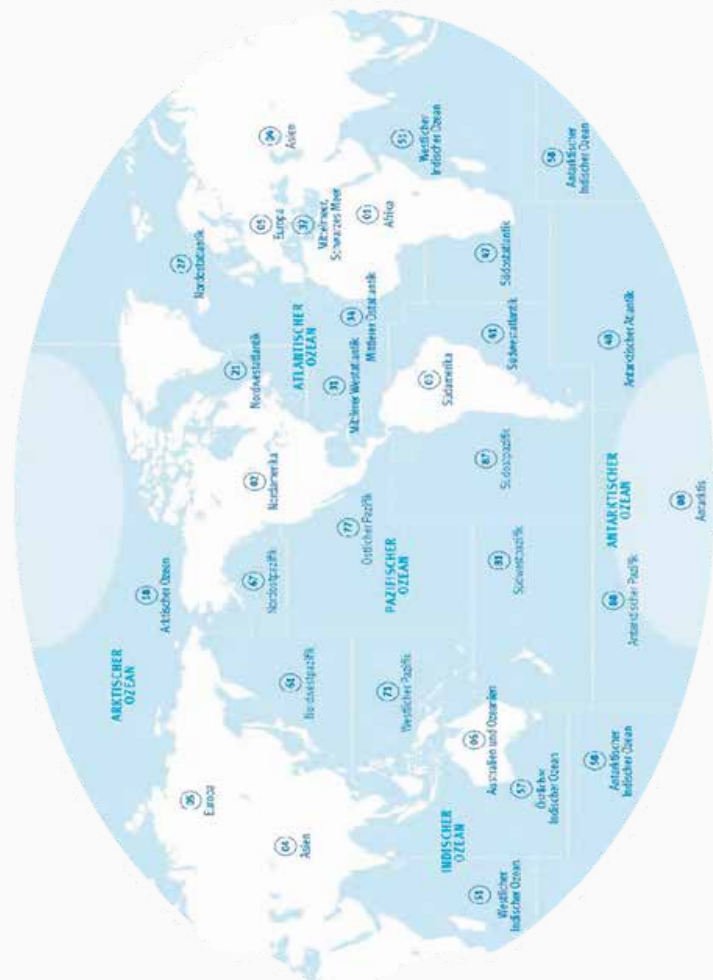 ARKTISCHER
OZEAN
18
Arktischer Ozean
05
Europa
27
Nordostatlantik
21
Nordwestatlantik
02
Nordamerika
67
Nordostpazifik
05
Europa
04
Asien
04
Asien
61
Nordwestpazifik
ATLANTISCHER
OZEAN
37
Mittelmeer,
Schwarzes Meer
31
Mittlerer Westatlantik
34
Mittlerer Ostatlantik
77
Östlicher Pazifik
01
Afrika
71
Westlicher Pazifik
PAZIFISCHER
OZEAN
51
Westlicher
Indischer Ozean
03
Südamerika
INDISCHER
OZEAN
06
Australien und Ozeanien
51
Westlicher
Indischer Ozean
87
Südostpazifik
81
Südwestpazifik
41
Südwestatlantik
47
Südostatlantik
57
Östlicher
Indischer Ozean
58
Antarktischer
Indischer Ozean
58
Antarktischer
Indischer Ozean
88
Antarktischer Pazifik
ANTARKTISCHER
OZEAN
48
Antarktischer Atlantik
08
Antarktis